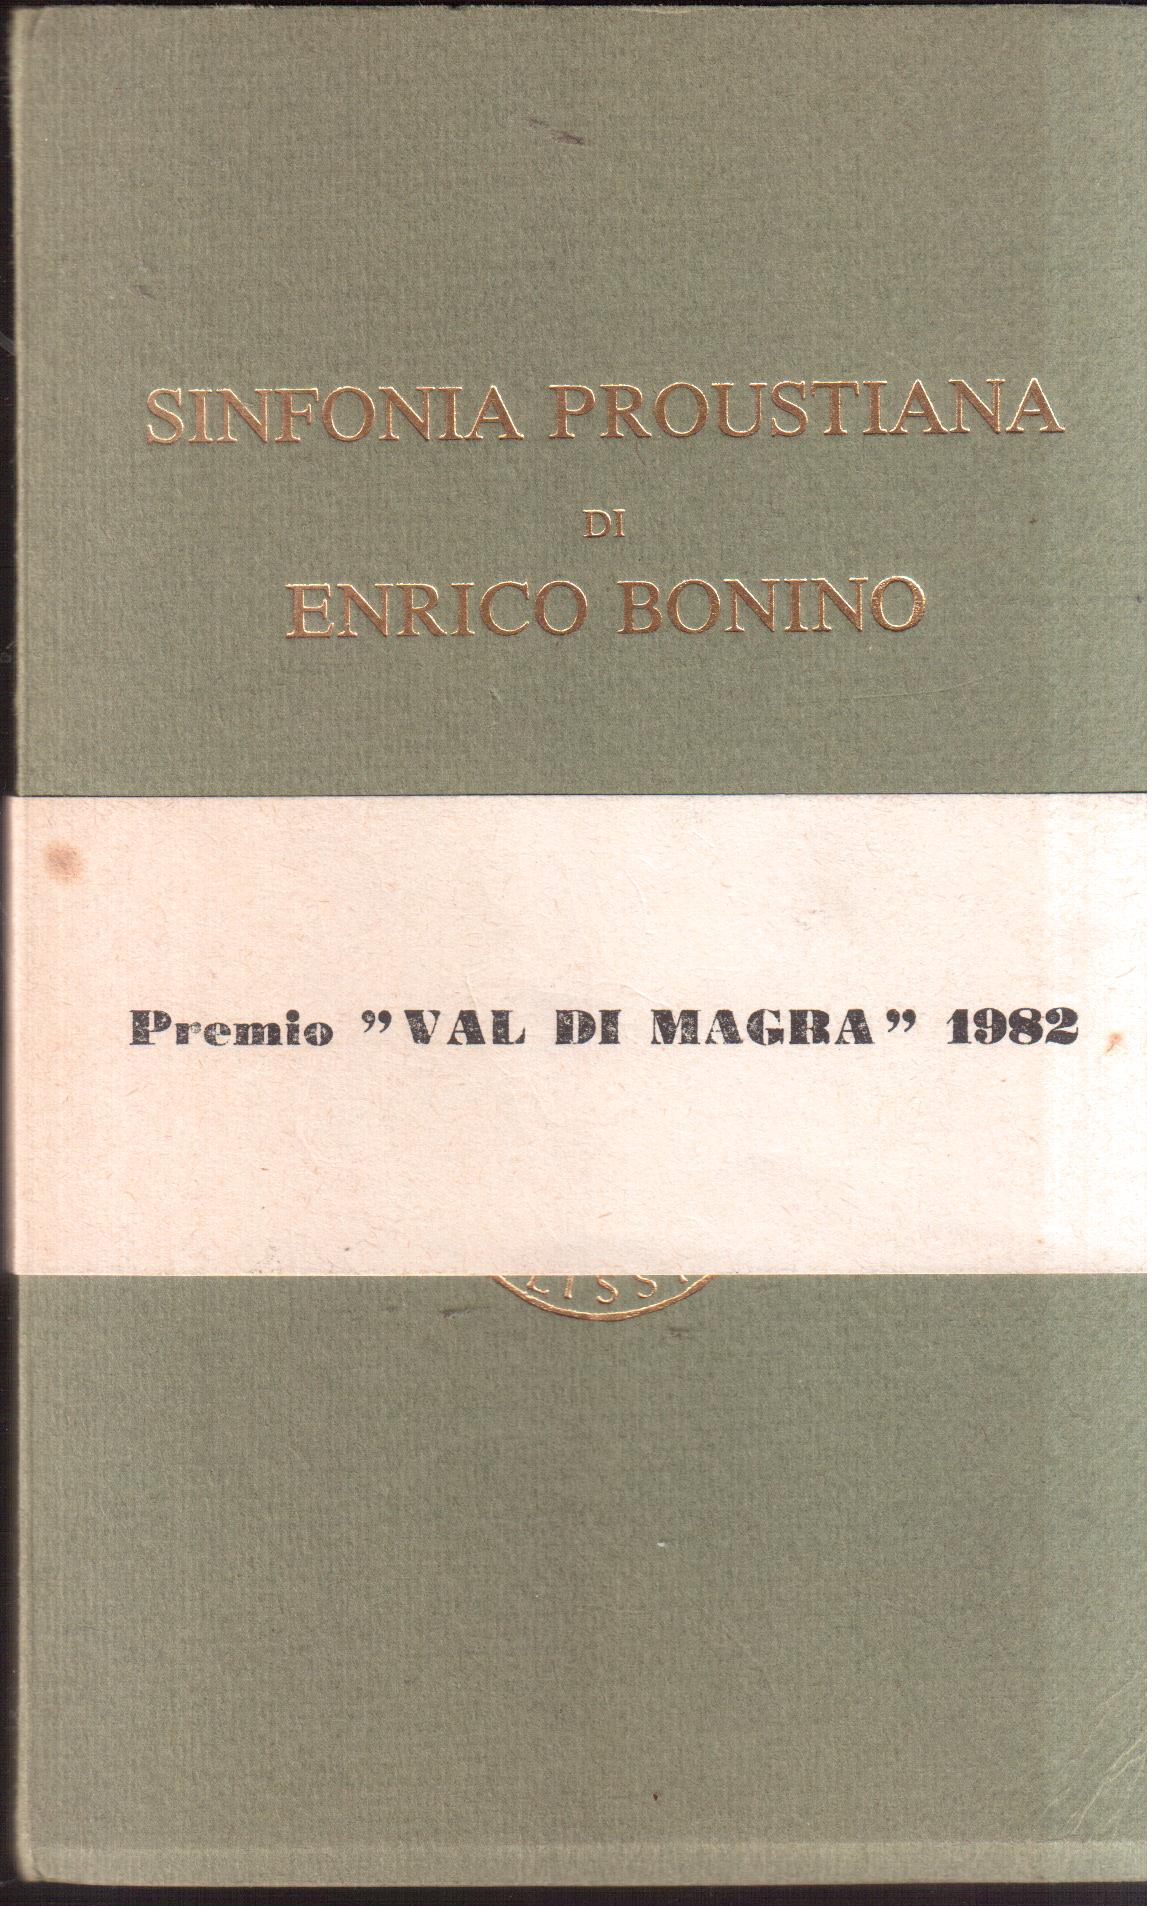 SINFONIA PROUSTIANA
DI
ENRICO BONINO
Premio "VAL DI MAGRA" 1982